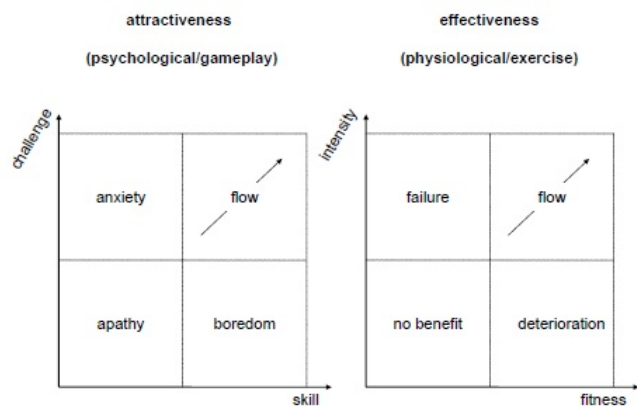 attractiveness
(psychological/gameplay)
challenge
anxiety
flow
apathy
boredom
skill
effectiveness
(physiological/exercise)
intensity
failure
flow
no benefit
deterioration
fitness